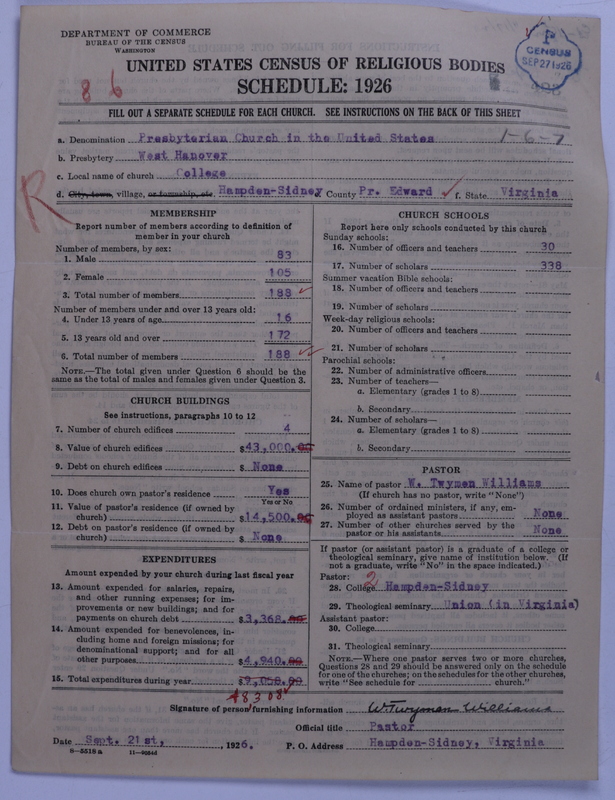 DEPARTMENT OF COMMERCE
BUREAU OF THE CENSUS
WASHINGTON
CENSUS
SEP 27 1926
UNITED STATES CENSUS OF RELIGIOUS BODIES
SCHEDULE: 1926
8 6
FILL OUT A SEPARATE SCHEDULE FOR EACH CHURCH. SEE INSTRUCTIONS ON THE BACK OF THIS SHEET
a. Denomination Presbyterian Church in the United States 1-6-7
b. Presbytery West Hanover
c. Local name of church College
d. City, town, village, or township, etc. Hampden-Sidney County Pr. Edward f. State Virginia
R
MEMBERSHIP
Report number of members according to definition of
member in your church
Number of members, by sex:
1. Male 83
2. Female 105
3. Total number of members 188
Number of members under and over 13 years old:
4. Under 13 years of age 16
5. 13 years old and over 172
6. Total number of members 188
NOTE.—The total given under Question 6 should be
same as the total of males and females given under Question 3.
CHURCH BUILDINGS
See instructions, paragraphs 10 to 12
7. Number of church edifices 4
8. Value of church edifices $43,000.00
9. Debt on church edifices $ None
10. Does church own pastor's residence Yes
Yes or No
11. Value of pastor's residence (if owned by
church) $14,500.00
12. Debt on pastor's residence (if owned by
church) $ None
EXPENDITURES
Amount expended by your church during last fiscal year
13. Amount expended for salaries, repairs,
and other running expenses; for im-
provements or new buildings; and for
payments on church debt $3,368.00
14. Amount expended for benevolences, in-
cluding home and foreign missions; for
denominational support; and for all
other purposes $4,940.00
15. Total expenditures during year
8308
CHURCH SCHOOLS
Report here only schools conducted by this church
Sunday schools:
16. Number of officers and teachers 30
17. Number of scholars 338
Summer vacation Bible schools:
18. Number of officers and teachers
19. Number of scholars
Week-day religious schools:
20. Number of officers and teachers
21. Number of scholars
Parochial schools:
22. Number of administrative officers
23. Number of teachers—
a. Elementary (grades 1 to 8)
b. Secondary
24. Number of scholars—
a. Elementary (grades 1 to 8)
b. Secondary
PASTOR
25. Name of pastor W. Twymen Williams
(If church has no pastor, write "None")
26. Number of ordained ministers, if any, em-
ployed as assistant pastors None
27. Number of other churches served by the
pastor or his assistants None
If pastor (or assistant pastor) is a graduate of a college or
theological seminary, give name of institution below. (If
not a graduate, write "No" in the space indicated.)
Pastor:
28. College 2 Hampden-Sidney
29. Theological seminary Union (in Virginia)
Assistant pastor:
30. College
31. Theological seminary
NOTE.—Where one pastor serves two or more churches,
Questions 28 and 29 should be answered only on the schedule
for one of the churches; on the schedules for the other churches,
write "See schedule for church."
Signature of person furnishing information W. Twyman Williams
Official title Pastor
Date Sept. 21st, 1926. P. O. Address Hampden-Sidney, Virginia
8-5518 a